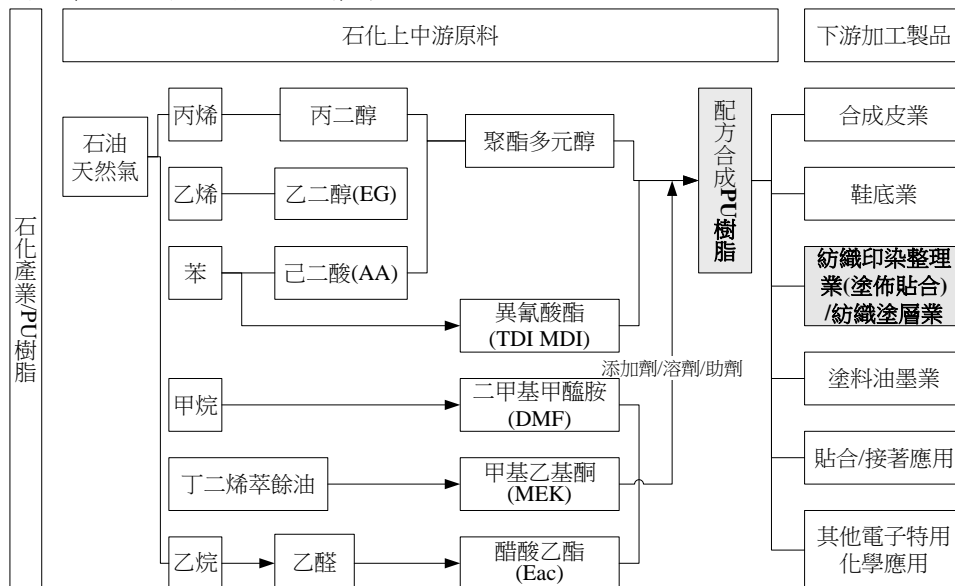 石化上中游原料
下游加工製品
石化產業/PU樹脂
石油
天然氣
丙烯
丙二醇
聚酯多元醇
乙烯
乙二醇(EG)
苯
己二酸(AA)
異氰酸酯
(TDI MDI)
添加劑/溶劑/助劑
甲烷
二甲基甲醯胺
(DMF)
丁二烯萃餘油
甲基乙基酮
(MEK)
乙烷
乙醛
醋酸乙酯
(Eac)
配方合成PU樹脂
合成皮業
鞋底業
紡織印染整理
業(塗佈貼合)
/紡織塗層業
塗料油墨業
貼合/接著應用
其他電子特用
化學應用